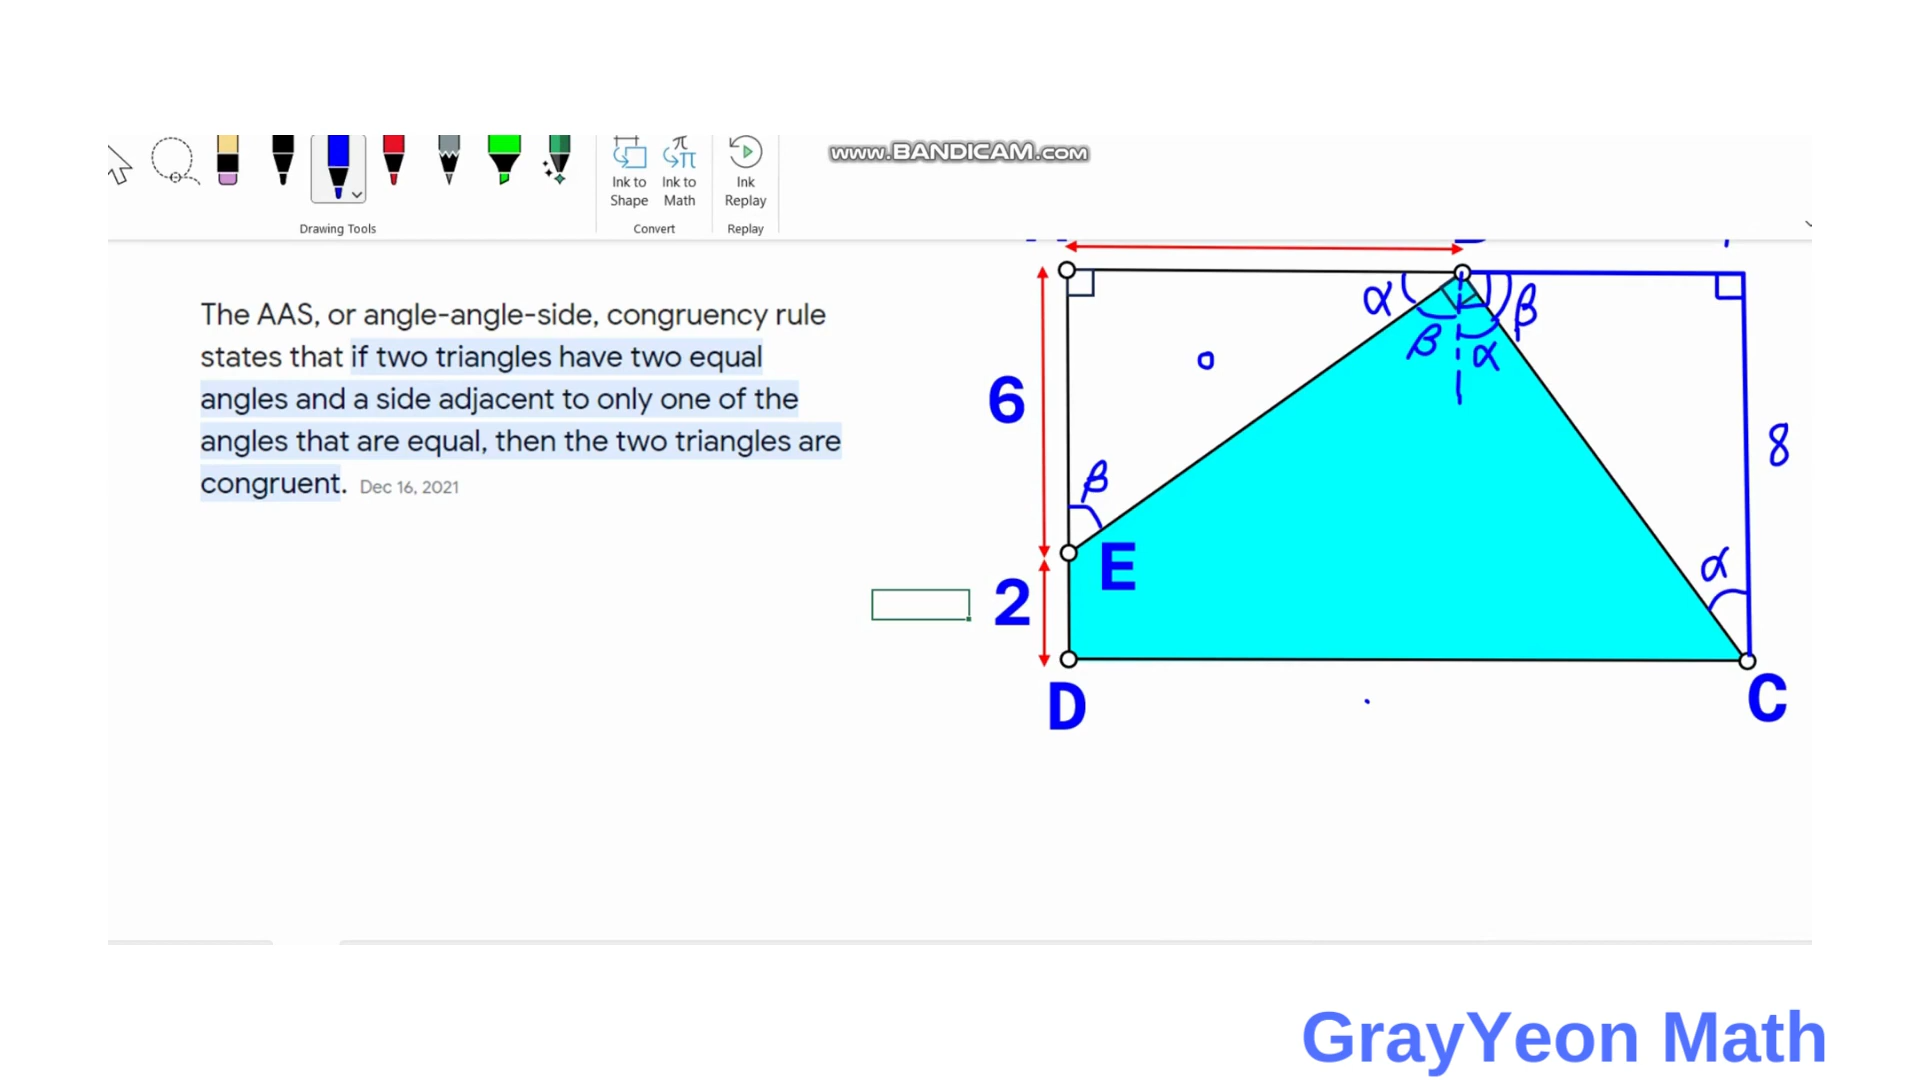 www.BANDICAM.com
Ink to Shape
Ink to Math
Ink Replay
Drawing Tools
Convert
Replay
The AAS, or angle-angle-side, congruency rule
states that if two triangles have two equal
angles and a side adjacent to only one of the
angles that are equal, then the two triangles are
congruent. Dec 16, 2021
α
β
β
α
6
8
β
E
α
2
D
C
GrayYeon Math